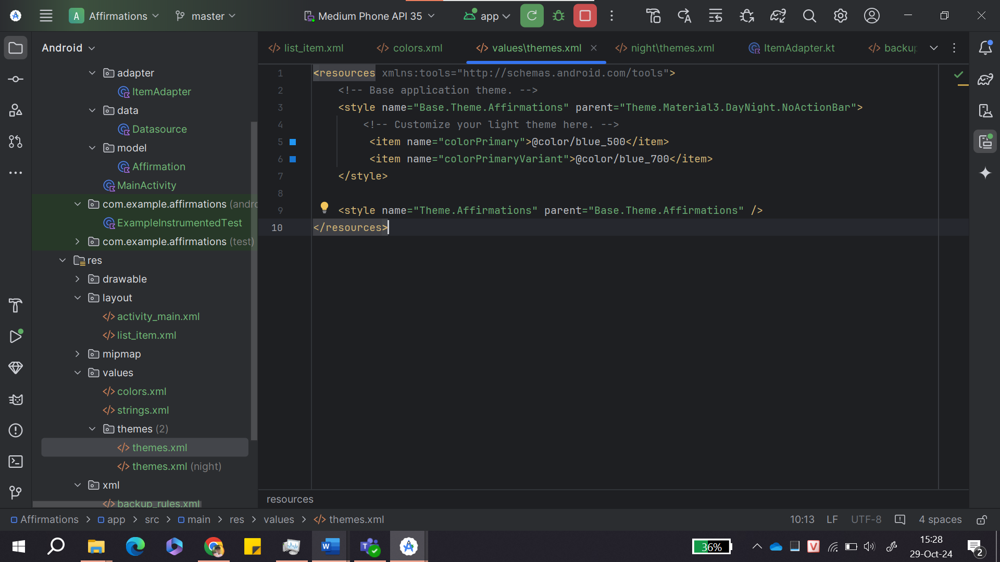 A Affirmations master Medium Phone API 35 app
Android
adapter
ItemAdapter
data
Datasource
model
Affirmation
MainActivity
com.example.affirmations (andro
ExampleInstrumentedTest
com.example.affirmations (test)
res
drawable
layout
activity_main.xml
list_item.xml
mipmap
values
colors.xml
strings.xml
themes (2)
themes.xml
themes.xml (night)
xml
backup_rules.xml
list_item.xml colors.xml values\themes.xml night\themes.xml ItemAdapter.kt backup
1 <resources xmlns:tools="http://schemas.android.com/tools">
2 <!-- Base application theme. -->
3 <style name="Base.Theme.Affirmations" parent="Theme.Material3.DayNight.NoActionBar">
4 <!-- Customize your light theme here. -->
5 <item name="colorPrimary">@color/blue_500</item>
6 <item name="colorPrimaryVariant">@color/blue_700</item>
7 </style>
8
9 <style name="Theme.Affirmations" parent="Base.Theme.Affirmations" />
10 </resources>
resources
Affirmations > app > src > main > res > values > themes.xml 10:13 LF UTF-8 4 spaces
36% 15:28
29-Oct-24
2